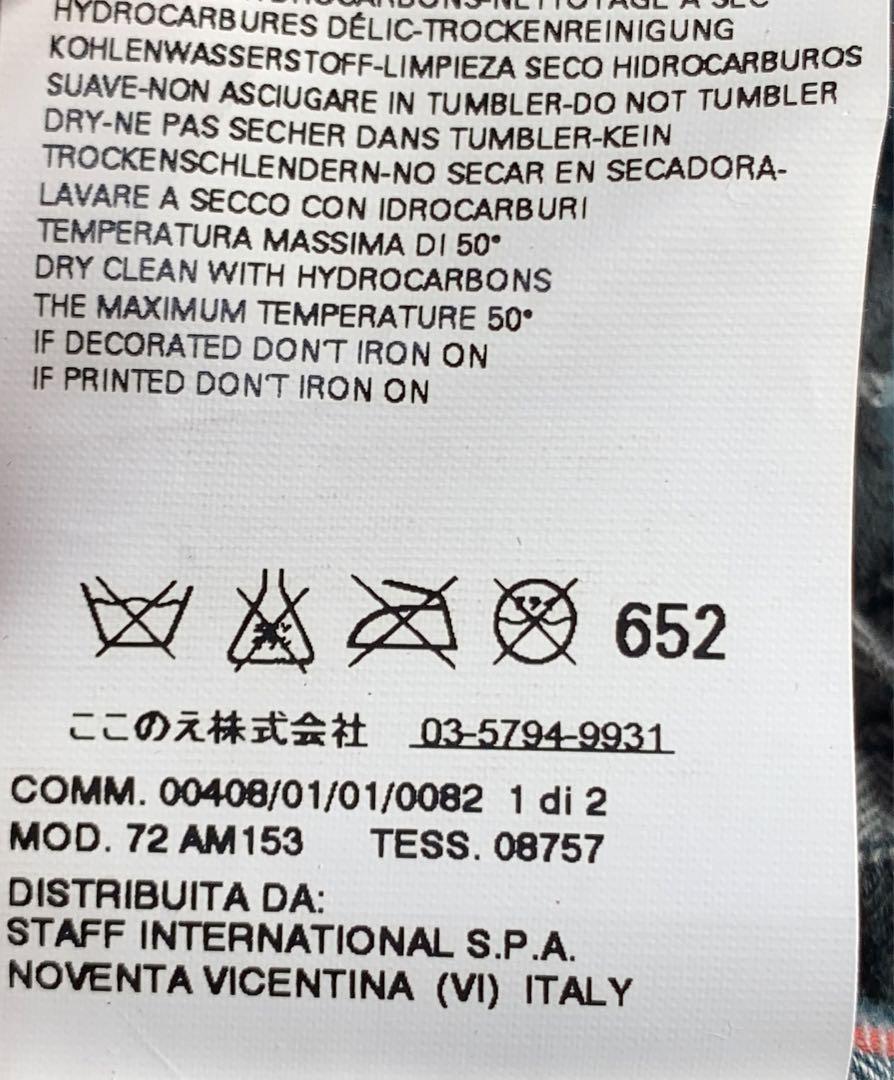 HYDROCARBURES DÉLIC-TROCKENREINIGUNG
KOHLENWASSERSTOFF-LIMPIEZA SECO HIDROCARBUROS
SUAVE-NON ASCIUGARE IN TUMBLER-DO NOT TUMBLER
DRY-NE PAS SECHER DANS TUMBLER-KEIN
TROCKENSCHLENDERN-NO SECAR EN SECADORA-
LAVARE A SECCO CON IDROCARBURI
TEMPERATURA MASSIMA DI 50°
DRY CLEAN WITH HYDROCARBONS
THE MAXIMUM TEMPERATURE 50°
IF DECORATED DON'T IRON ON
IF PRINTED DON'T IRON ON
652
ここのえ株式会社 03-5794-9931
COMM. 00408/01/01/0082 1 di 2
MOD. 72 AM153 TESS. 08757
DISTRIBUITA DA:
STAFF INTERNATIONAL S.P.A.
NOVENTA VICENTINA (VI) ITALY